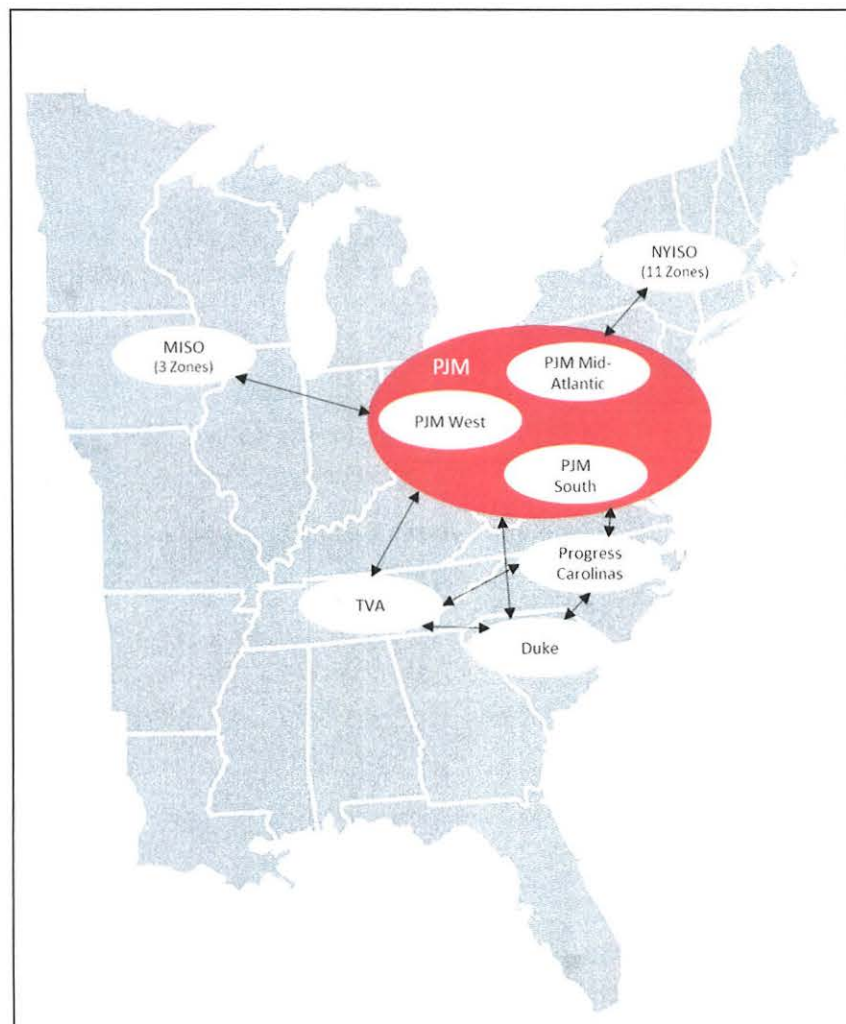 NYISO
(11 Zones)
MISO
(3 Zones)
PJM
PJM Mid-
Atlantic
PJM West
PJM
South
Progress
Carolinas
TVA
Duke